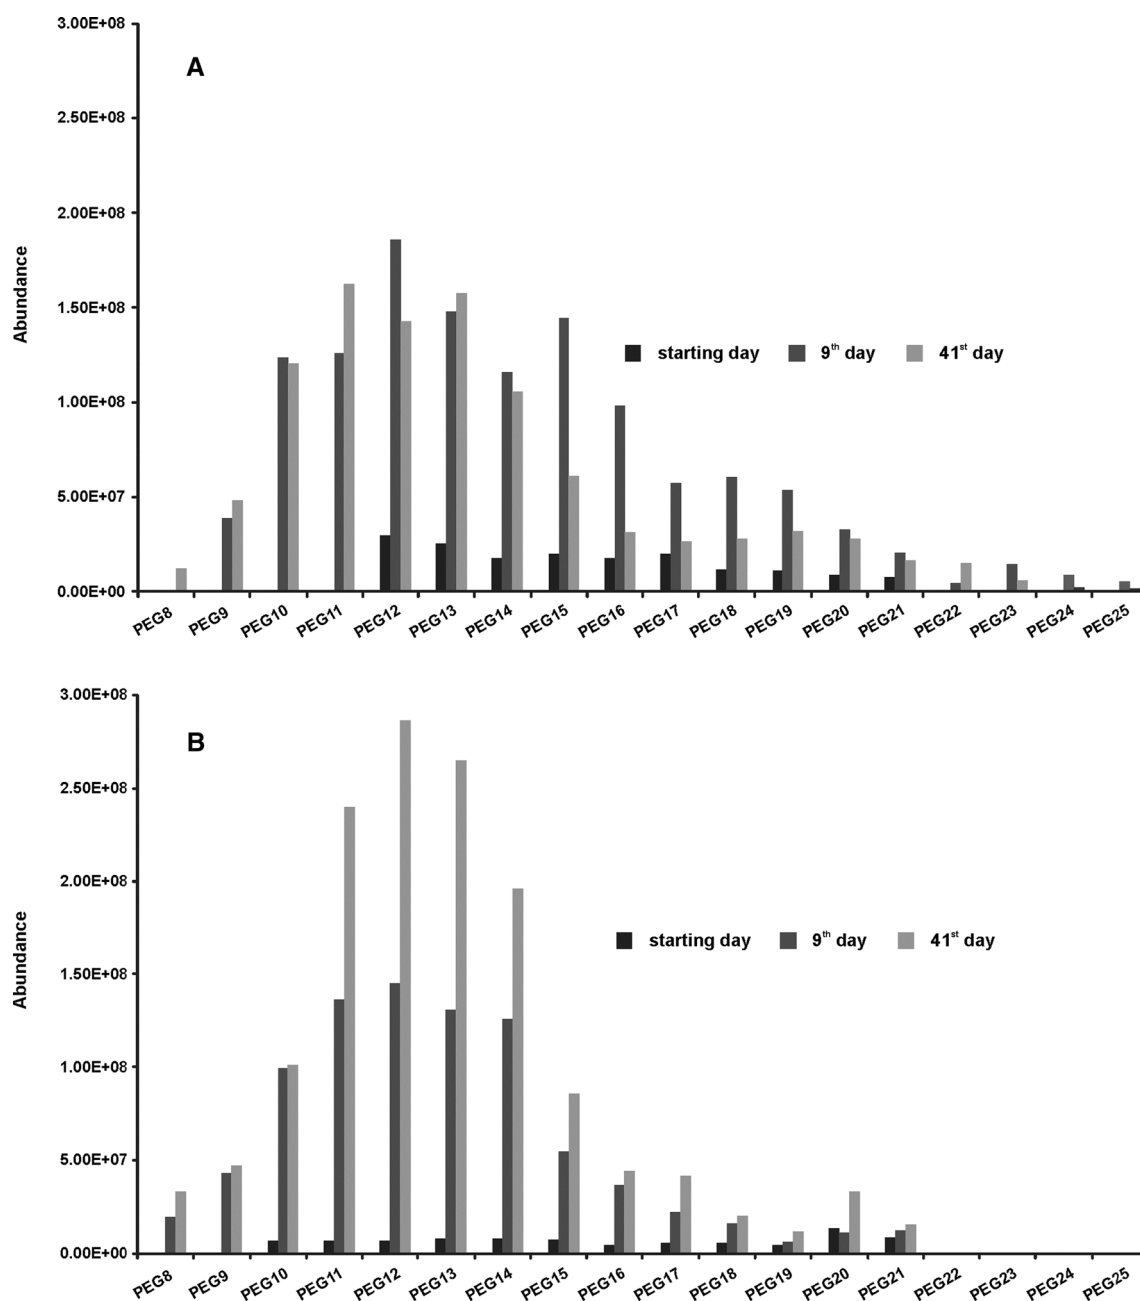 A
3.00E+08
2.50E+08
2.00E+08
1.50E+08
1.00E+08
5.00E+07
0.00E+00
Abundance
starting day 9th day 41st day
PEG8 PEG9 PEG10 PEG11 PEG12 PEG13 PEG14 PEG15 PEG16 PEG17 PEG18 PEG19 PEG20 PEG21 PEG22 PEG23 PEG24 PEG25
B
3.00E+08
2.50E+08
2.00E+08
1.50E+08
1.00E+08
5.00E+07
0.00E+00
Abundance
starting day 9th day 41st day
PEG8 PEG9 PEG10 PEG11 PEG12 PEG13 PEG14 PEG15 PEG16 PEG17 PEG18 PEG19 PEG20 PEG21 PEG22 PEG23 PEG24 PEG25